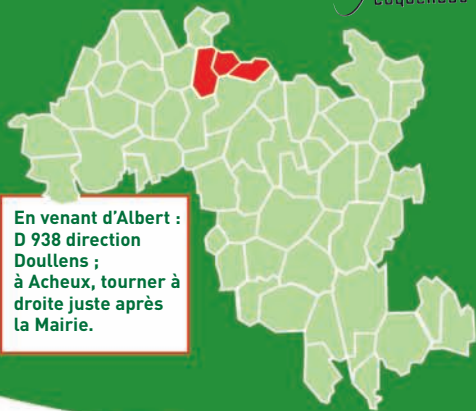 En venant d'Albert :
D 938 direction
Doullens ;
à Acheux, tourner à
droite juste après
la Mairie.